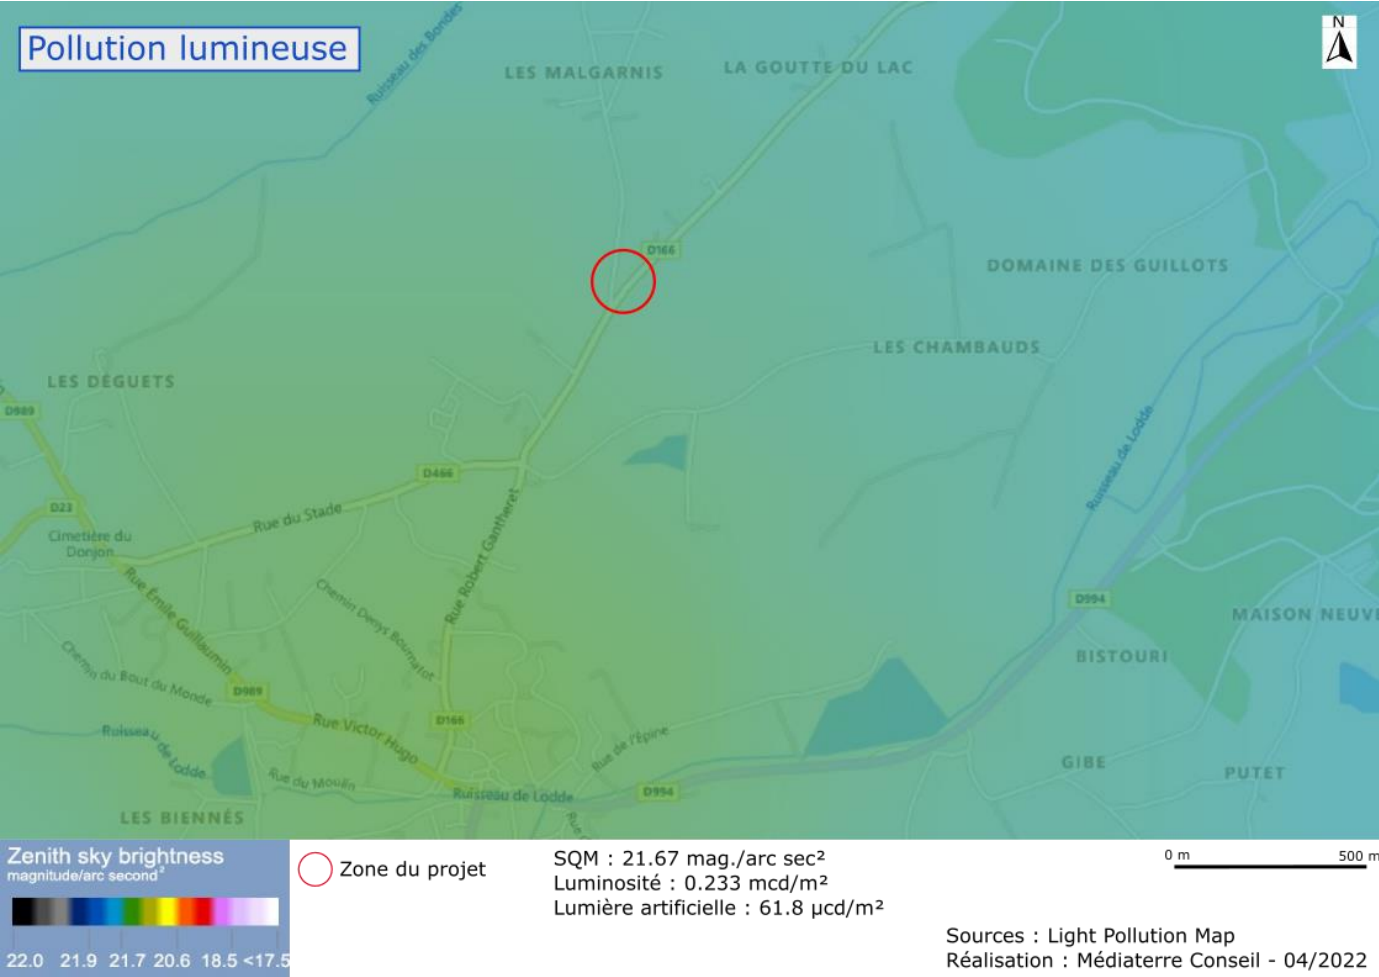 Pollution lumineuse
N
Ruisseau des Bondes
LES MALGARNIS
LA GOUTTE DU LAC
D166
DOMAINE DES GUILLOTS
LES CHAMBAUDS
LES DÉGUETS
D989
D466
Ruisseau de Lodde
D23
Rue du Stade
Cimetière du
Donjon
Rue Robert Gantheret
Rue Émile Guillaumin
Chemin Denys Bournatot
D994
MAISON NEUVE
BISTOURI
Chemin du Bout du Monde
D989
Rue Victor Hugo
D166
Ruisseau
de Lodde
Rue de l'Épine
GIBE
PUTET
Rue du Moulin
Ruisseau de Lodde
D994
LES BIENNÉS
Zenith sky brightness
magnitude/arc second²
22.0 21.9 21.7 20.6 18.5 <17.5
Zone du projet
SQM : 21.67 mag./arc sec²
Luminosité : 0.233 mcd/m²
Lumière artificielle : 61.8 µcd/m²
0 m 500 m
Sources : Light Pollution Map
Réalisation : Médiaterre Conseil - 04/2022